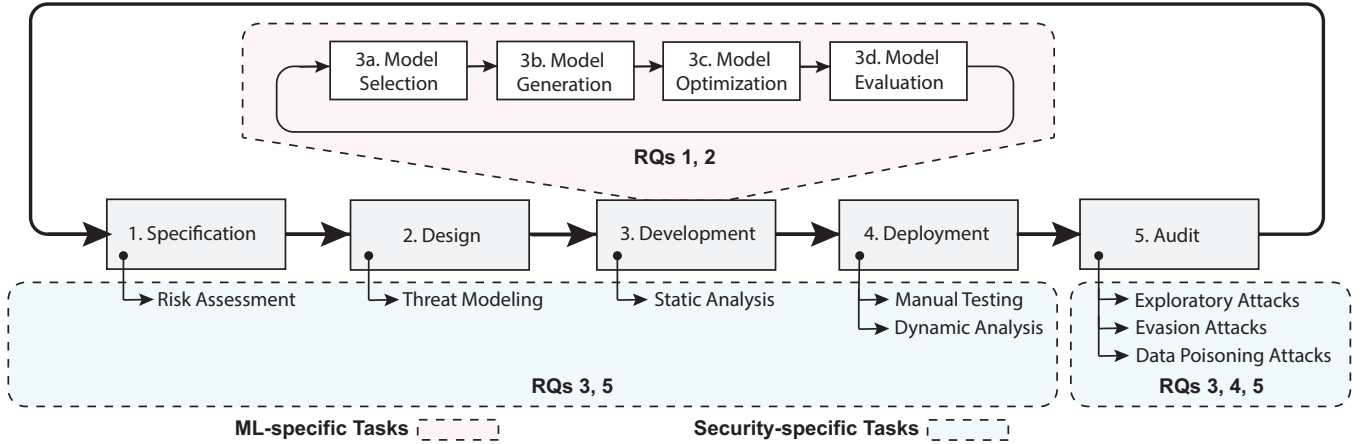 3a. Model
Selection
3b. Model
Generation
3c. Model
Optimization
3d. Model
Evaluation
RQs 1, 2
1. Specification
2. Design
3. Development
4. Deployment
5. Audit
Risk Assessment
Threat Modeling
Static Analysis
Manual Testing
Dynamic Analysis
Exploratory Attacks
Evasion Attacks
Data Poisoning Attacks
RQs 3, 5
RQs 3, 4, 5
ML-specific Tasks
Security-specific Tasks